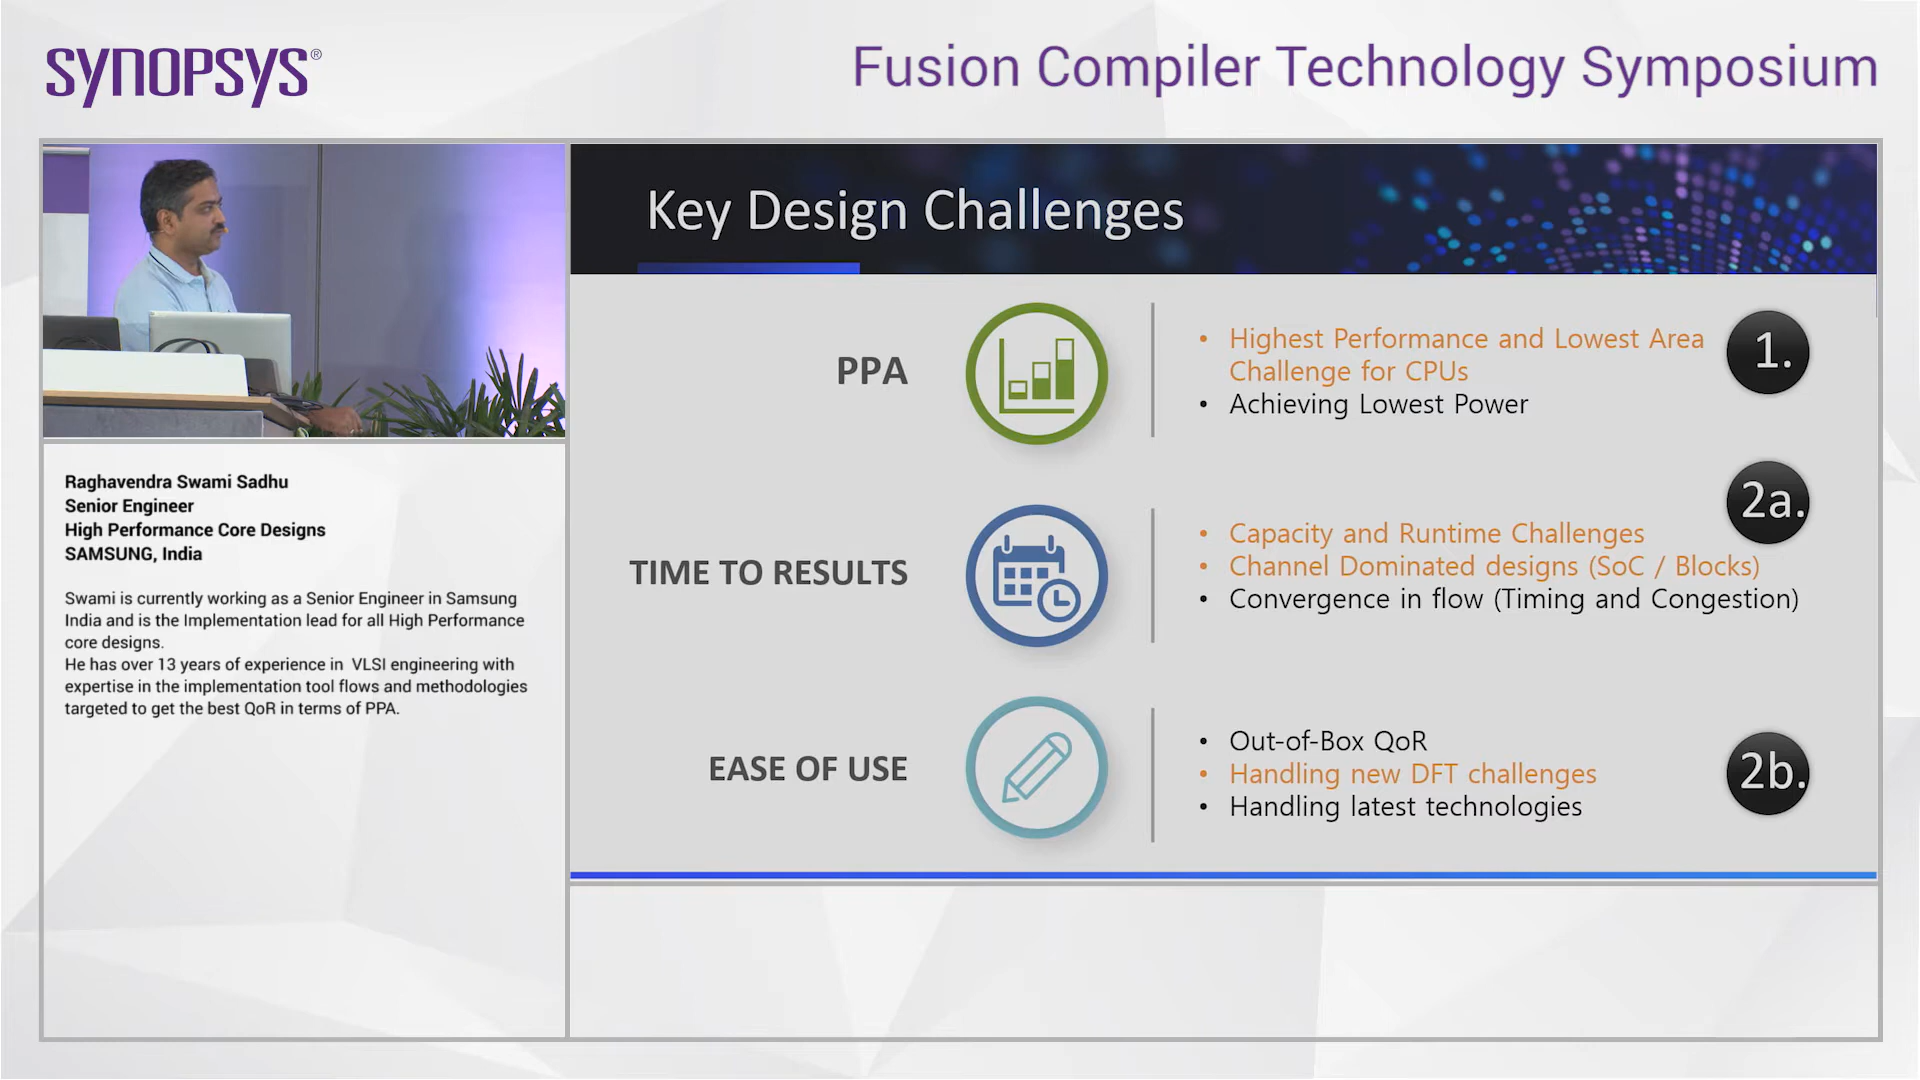 SYNOPSYS®
Fusion Compiler Technology Symposium
Raghavendra Swami Sadhu
Senior Engineer
High Performance Core Designs
SAMSUNG, India
Swami is currently working as a Senior Engineer in Samsung
India and is the Implementation lead for all High Performance
core designs.
He has over 13 years of experience in VLSI engineering with
expertise in the implementation tool flows and methodologies
targeted to get the best QoR in terms of PPA.
Key Design Challenges
PPA
• Highest Performance and Lowest Area
Challenge for CPUs
• Achieving Lowest Power
1.
TIME TO RESULTS
• Capacity and Runtime Challenges
• Channel Dominated designs (SoC / Blocks)
• Convergence in flow (Timing and Congestion)
2a.
EASE OF USE
• Out-of-Box QoR
• Handling new DFT challenges
• Handling latest technologies
2b.